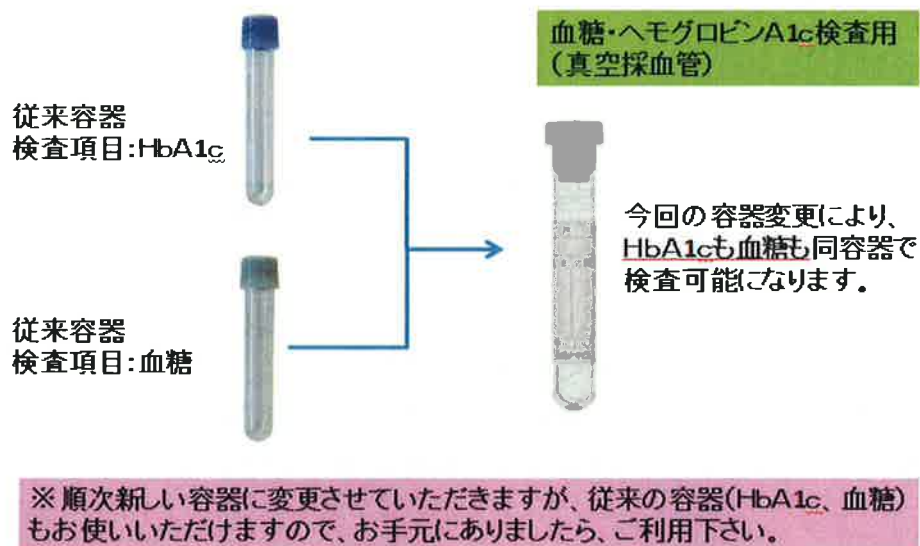 血糖・ヘモグロビンA1c検査用
（真空採血管）
従来容器
検査項目:HbA1c
今回の容器変更により、
HbA1cも血糖も同容器で
検査可能になります。
従来容器
検査項目:血糖
※順次新しい容器に変更させていただきますが、従来の容器(HbA1c、血糖)
もお使いいただけますので、お手元にありましたら、ご利用下さい。